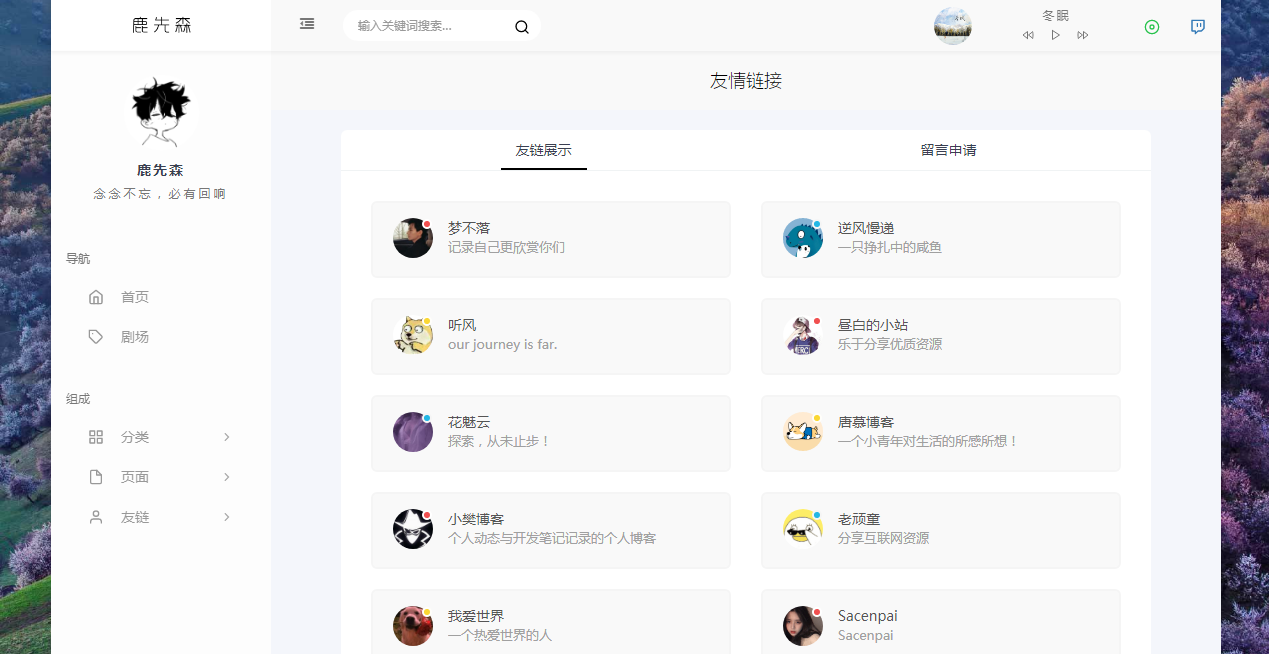 鹿先森
输入关键词搜索...
冬眠
友情链接
鹿先森
念念不忘，必有回响
导航
首页
剧场
组成
分类
页面
友链
友链展示
留言申请
梦不落
记录自己更欣赏你们
逆风慢递
一只挣扎中的咸鱼
听风
our journey is far.
昼白的小站
乐于分享优质资源
花魅云
探索，从未止步！
唐慕博客
一个小青年对生活的所感所想！
小樊博客
个人动态与开发笔记记录的个人博客
老顽童
分享互联网资源
我爱世界
一个热爱世界的人
Sacenpai
Sacenpai